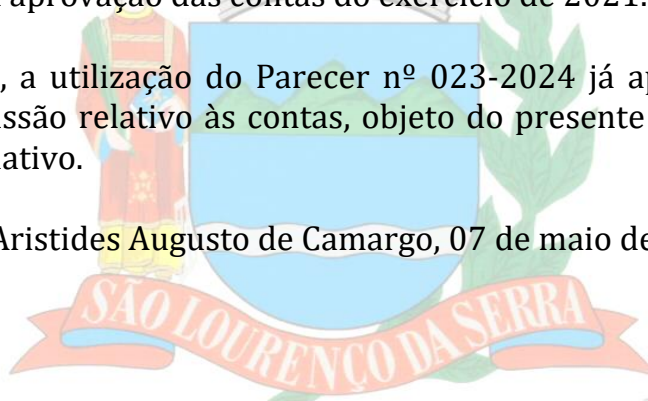 aprovação das contas do exercício de 2021.
, a utilização do Parecer nº 023-2024 já ap
ssão relativo às contas, objeto do presente
ativo.
Aristides Augusto de Camargo, 07 de maio de
SÃO LOURENÇO DA SERRA